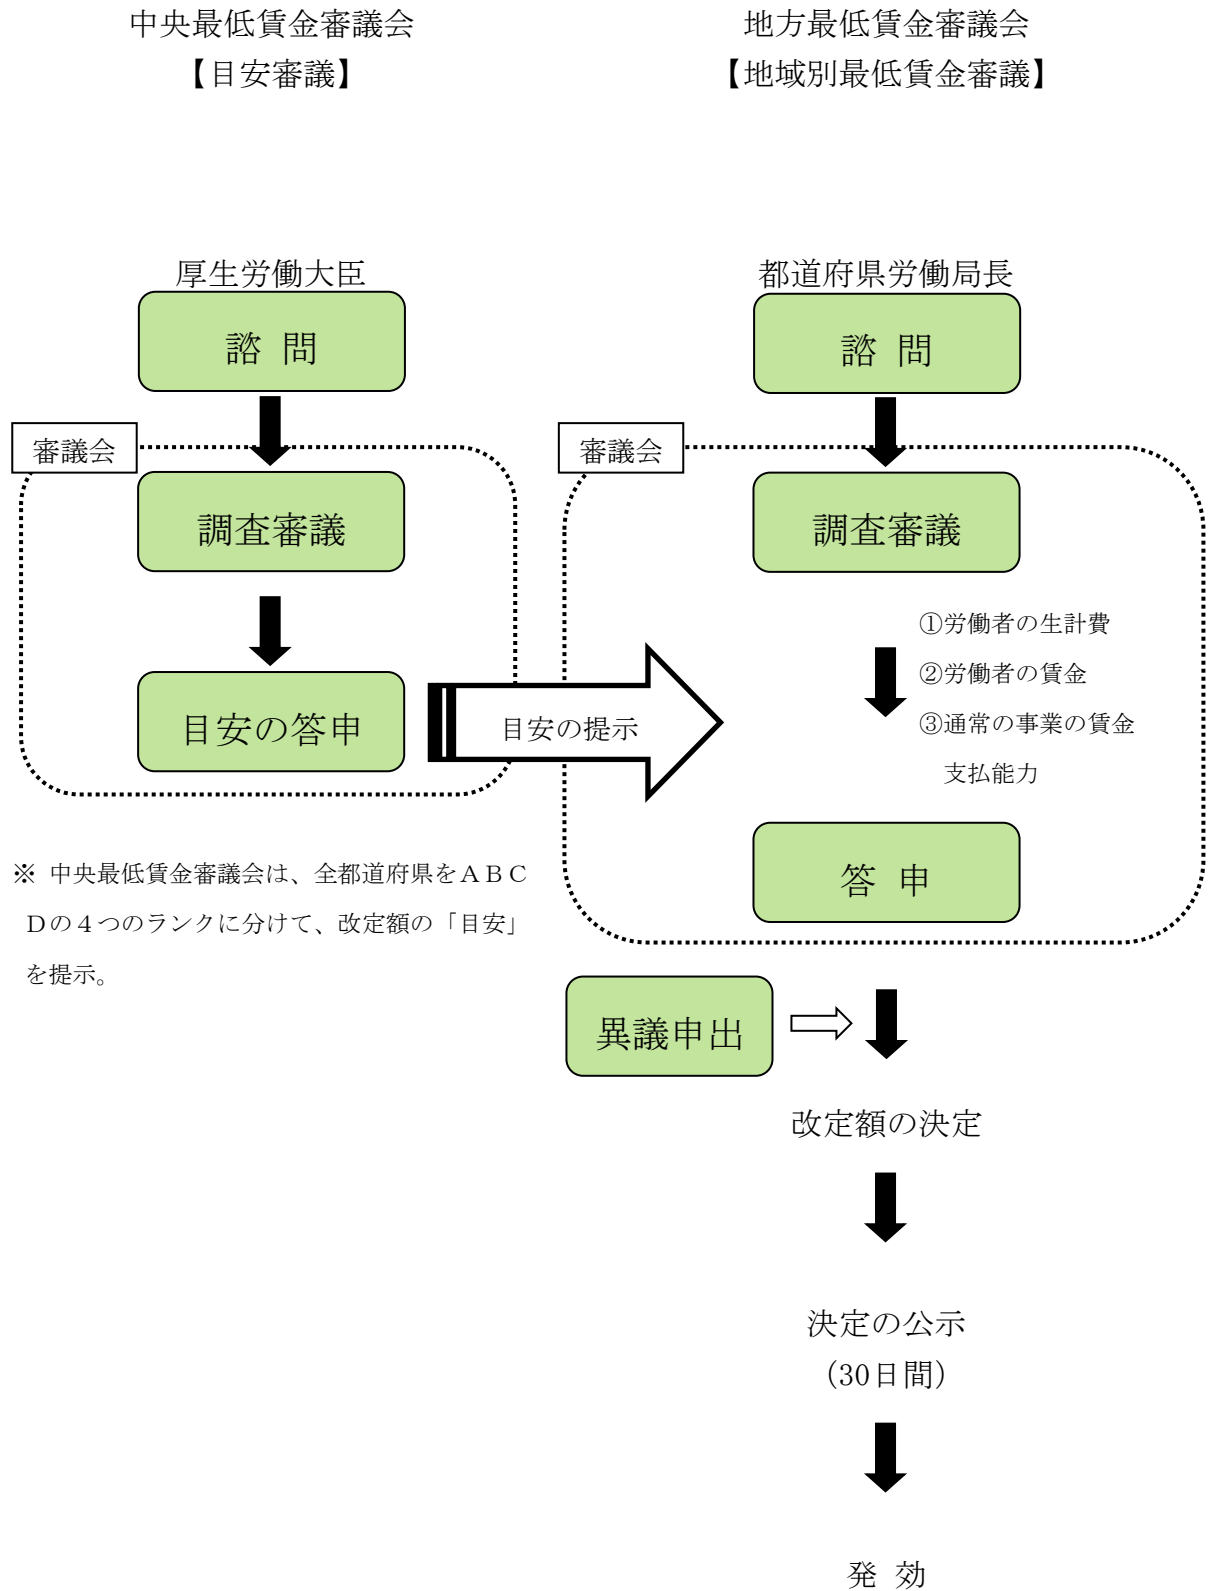 中央最低賃金審議会
【目安審議】
地方最低賃金審議会
【地域別最低賃金審議】
厚生労働大臣
諮 問
審議会
調査審議
目安の答申
目安の提示
※ 中央最低賃金審議会は、全都道府県をＡＢＣ
Ｄの４つのランクに分けて、改定額の「目安」
を提示。
都道府県労働局長
諮 問
審議会
調査審議
①労働者の生計費
②労働者の賃金
③通常の事業の賃金
支払能力
答 申
異議申出
改定額の決定
決定の公示
（30日間）
発 効